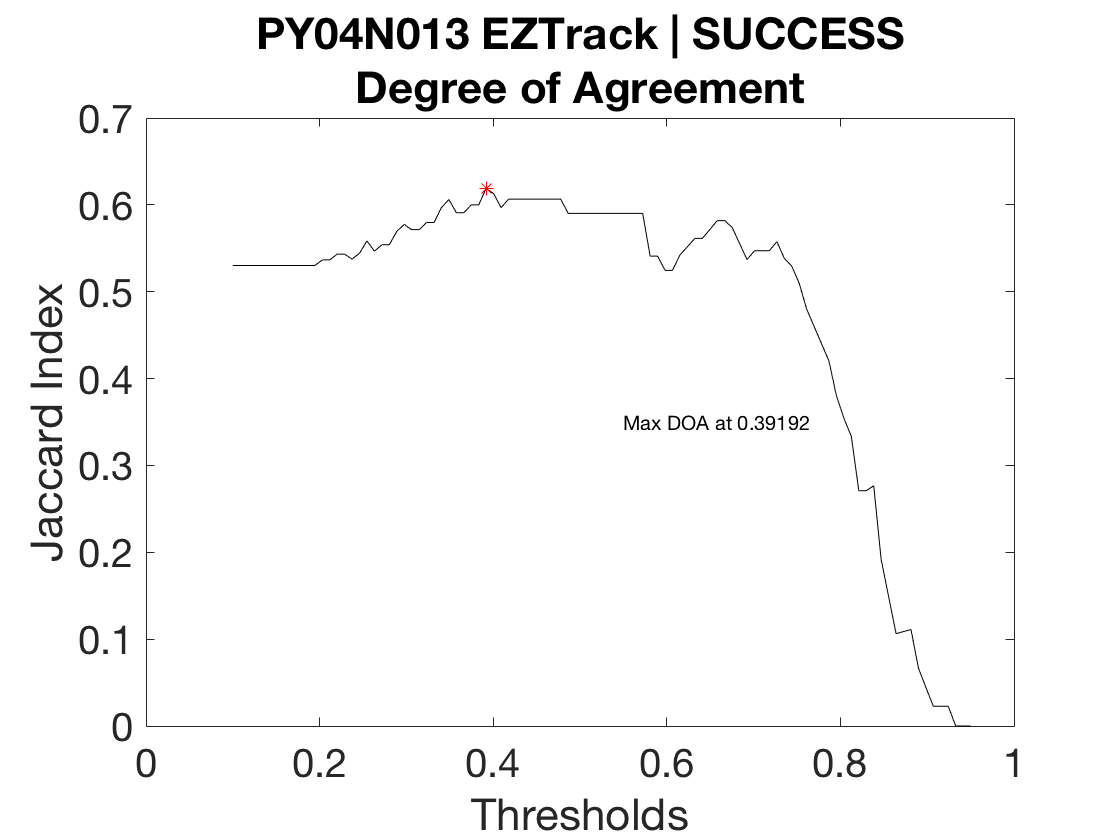 PY04N013 EZTrack | SUCCESS
Degree of Agreement
0.7
0.6
0.5
0.4
0.3
0.2
0.1
0
Jaccard Index
Max DOA at 0.39192
0 0.2 0.4 0.6 0.8 1
Thresholds